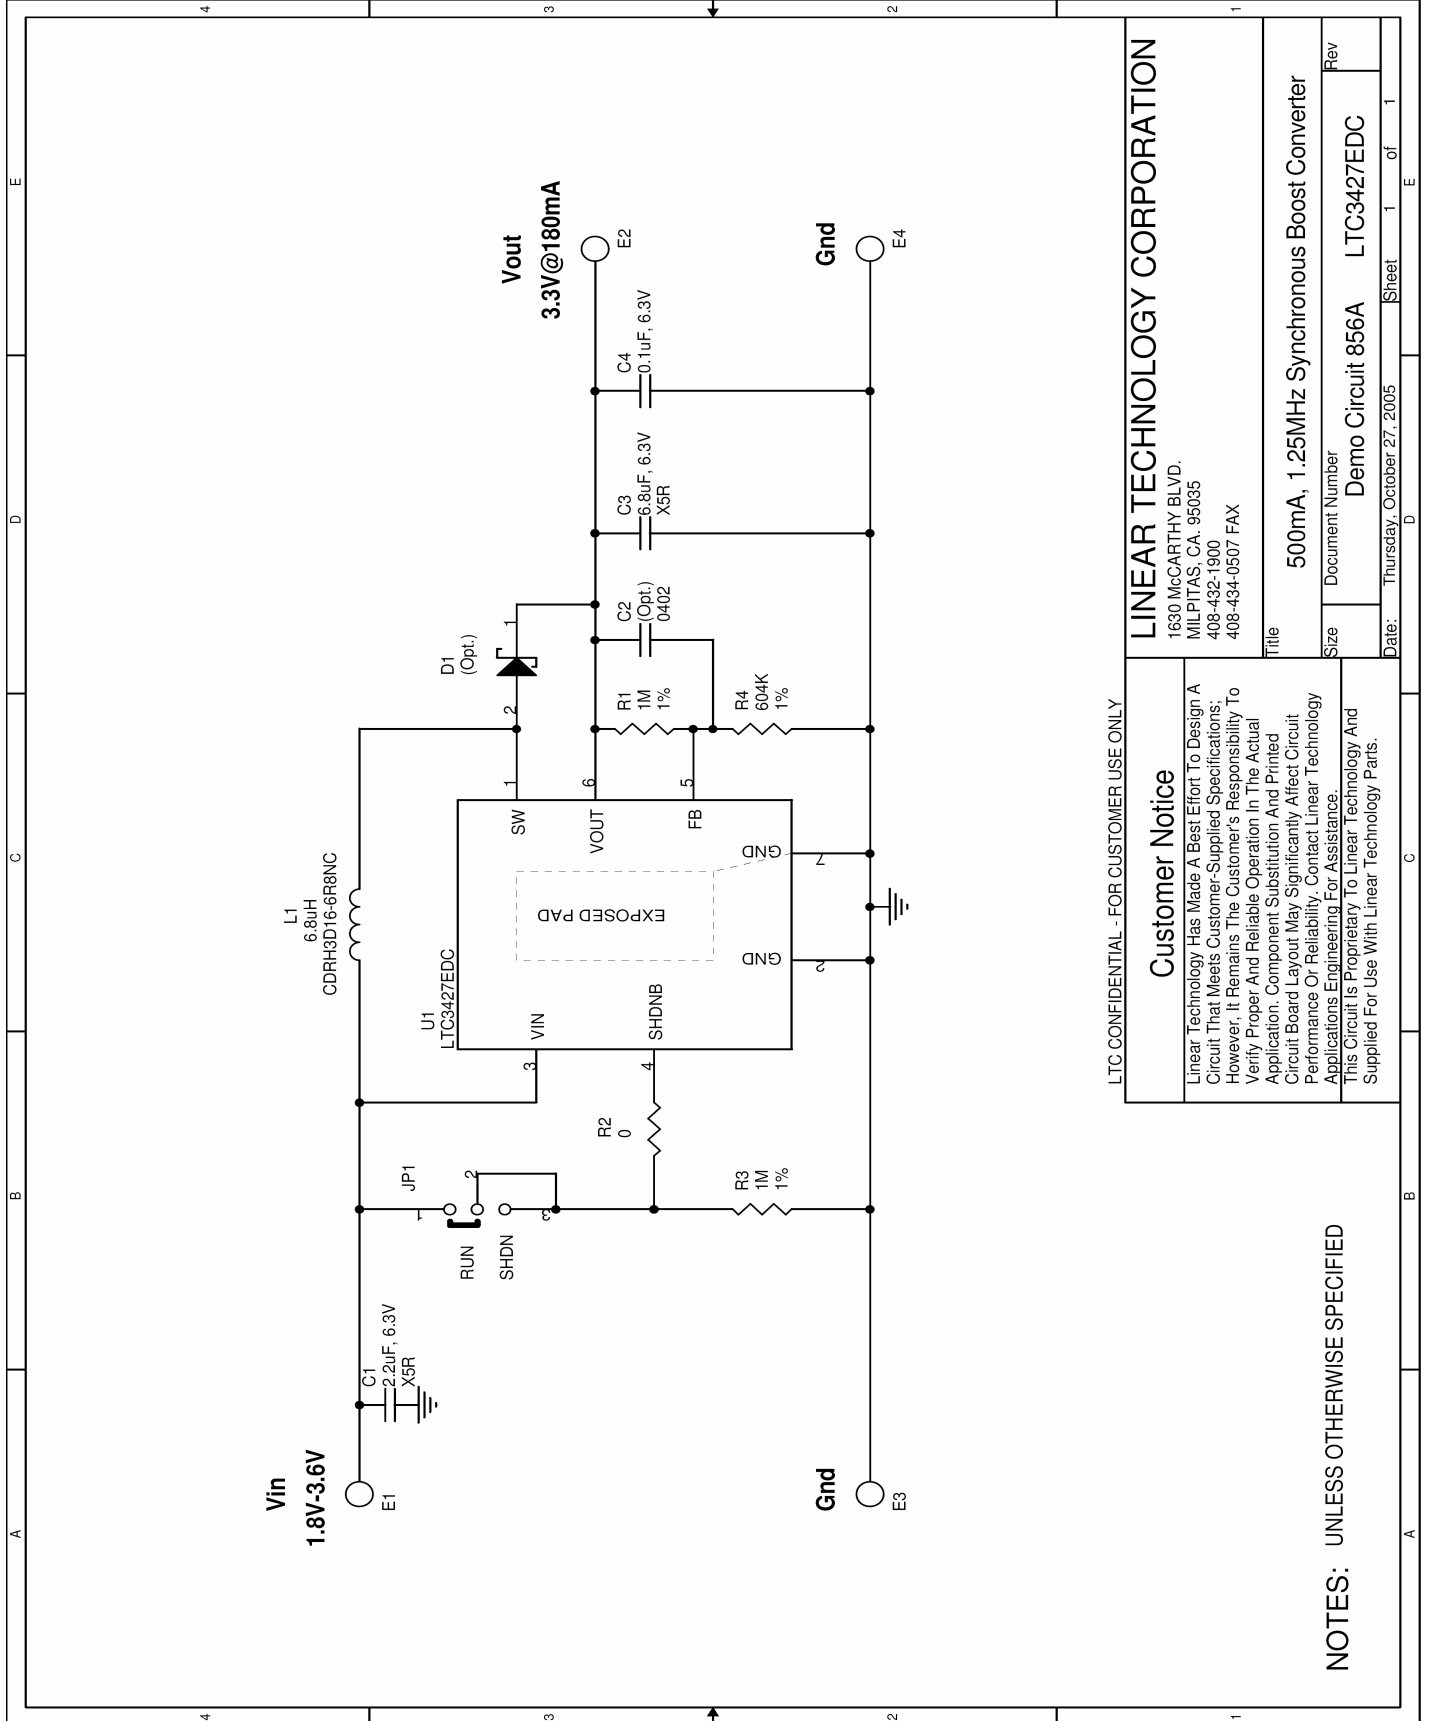 4
3
2
1
E
D
C
B
A
Vin
1.8V-3.6V
E1
C1
2.2uF, 6.3V
X5R
JP1
1
2
3
RUN
SHDN
R2
0
R3
1M
1%
L1
6.8uH
CDRH3D16-6R8NC
U1
LTC3427EDC
VIN
3
SHDNB
4
EXPOSED PAD
GND
2
GND
7
SW
1
VOUT
6
FB
5
D1
(Opt.)
2
1
R1
1M
1%
C2
(Opt.)
0402
R4
604K
1%
C3
6.8uF, 6.3V
X5R
C4
0.1uF, 6.3V
Vout
3.3V@180mA
E2
Gnd
E4
Gnd
E3
NOTES: UNLESS OTHERWISE SPECIFIED
LTC CONFIDENTIAL - FOR CUSTOMER USE ONLY
Customer Notice
Linear Technology Has Made A Best Effort To Design A
Circuit That Meets Customer-Supplied Specifications;
However, It Remains The Customer's Responsibility To
Verify Proper And Reliable Operation In The Actual
Application. Component Substitution And Printed
Circuit Board Layout May Significantly Affect Circuit
Performance Or Reliability. Contact Linear Technology
Applications Engineering For Assistance.
This Circuit Is Proprietary To Linear Technology And
Supplied For Use With Linear Technology Parts.
LINEAR TECHNOLOGY CORPORATION
1630 McCARTHY BLVD.
MILPITAS, CA. 95035
408-432-1900
408-434-0507 FAX
Title
500mA, 1.25MHz Synchronous Boost Converter
Size
Document Number
Rev
Demo Circuit 856A LTC3427EDC
Date: Thursday, October 27, 2005 Sheet 1 of 1
4
3
2
1
E
D
C
B
A